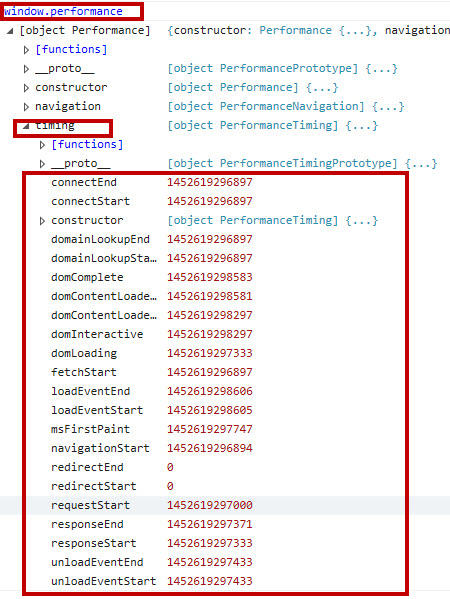 window.performance
[object Performance] {constructor: Performance {...}, navigation
[functions]
__proto__ [object PerformancePrototype] {...}
constructor [object Performance] {...}
navigation [object PerformanceNavigation] {...}
timing [object PerformanceTiming] {...}
[functions]
__proto__ [object PerformanceTimingPrototype] {...}
connectEnd 1452619296897
connectStart 1452619296897
constructor [object PerformanceTiming] {...}
domainLookupEnd 1452619296897
domainLookupSta... 1452619296897
domComplete 1452619298583
domContentLoade... 1452619298581
domContentLoade... 1452619298297
domInteractive 1452619298297
domLoading 1452619297333
fetchStart 1452619296897
loadEventEnd 1452619298606
loadEventStart 1452619298605
msFirstPaint 1452619297747
navigationStart 1452619296894
redirectEnd 0
redirectStart 0
requestStart 1452619297000
responseEnd 1452619297371
responseStart 1452619297333
unloadEventEnd 1452619297433
unloadEventStart 1452619297433